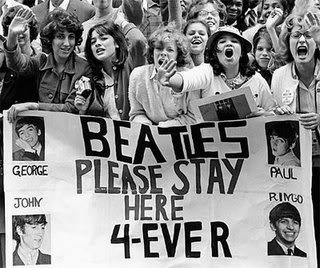 BEATLES
PLEASE STAY
HERE
4-EVER
GEORGE
JOHN
PAUL
RINGO